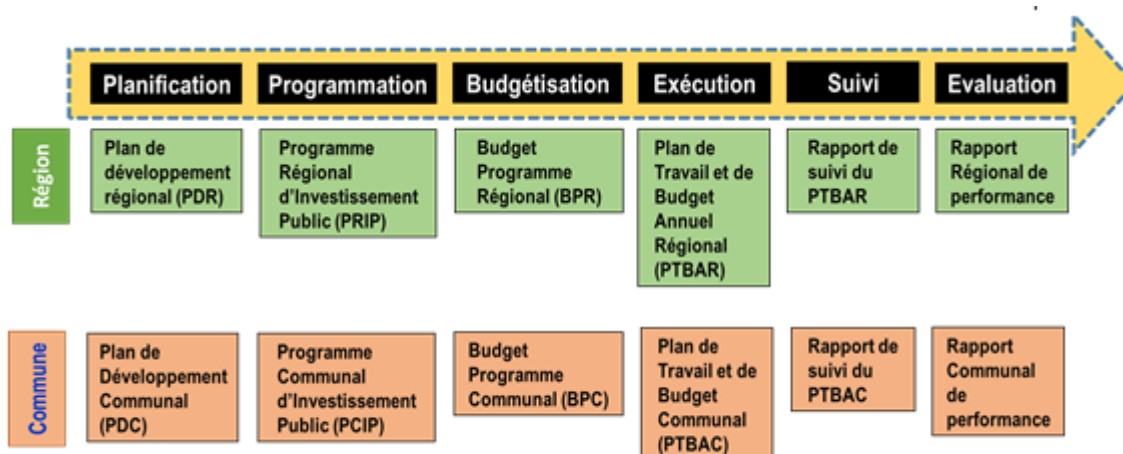 Planification
Programmation
Budgétisation
Exécution
Suivi
Evaluation
Région
Plan de
développement
régional (PDR)
Programme
Régional
d'Investissement
Public (PRIP)
Budget
Programme
Régional (BPR)
Plan de
Travail et de
Budget
Annuel
Régional
(PTBAR)
Rapport de
suivi du
PTBAR
Rapport
Régional de
performance
Commune
Plan de
Développement
Communal
(PDC)
Programme
Communal
d'Investissement
Public (PCIP)
Budget
Programme
Communal (BPC)
Plan de
Travail et de
Budget
Communal
(PTBAC)
Rapport de
suivi du
PTBAC
Rapport
Communal
de
performance